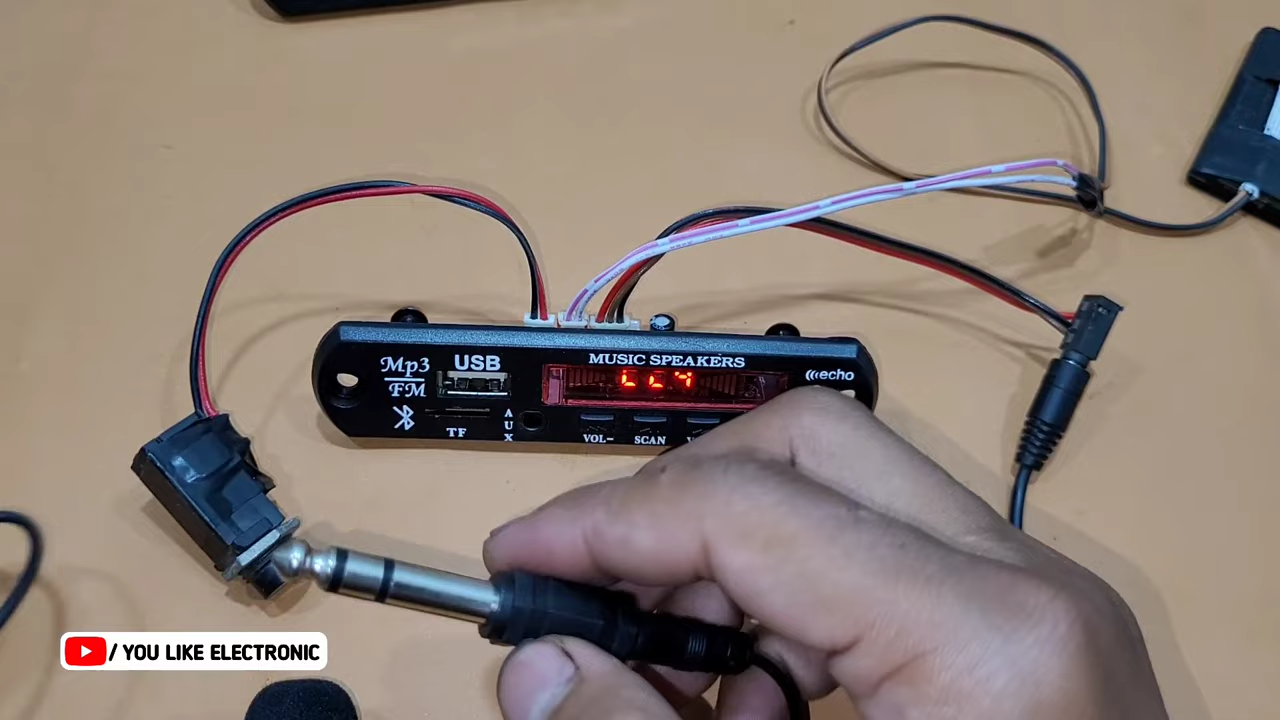 Mp3
FM
USB
MUSIC SPEAKERS
echo
TF
AUX
VOL-
SCAN
/ YOU LIKE ELECTRONIC